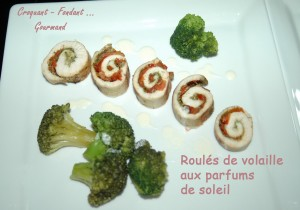 Croquant - Fondant ...
Gourmand
Roulés de volaille
aux parfums
de soleil